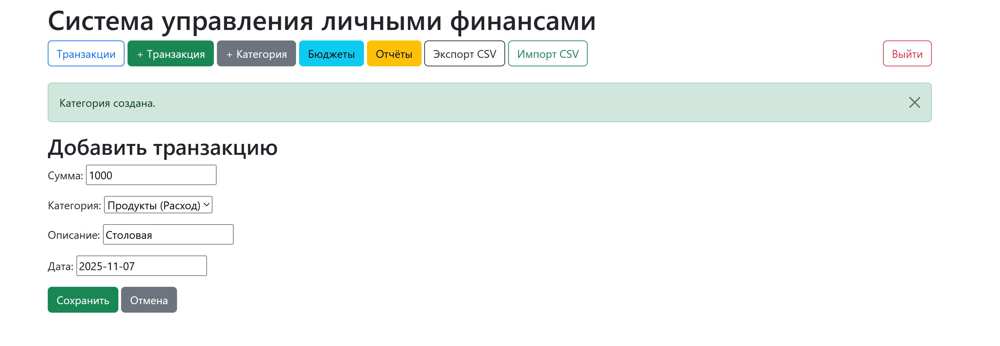 Система управления личными финансами
Транзакции + Транзакция + Категория Бюджеты Отчёты Экспорт CSV Импорт CSV Выйти
Категория создана.
Добавить транзакцию
Сумма: 1000
Категория: Продукты (Расход)
Описание: Столовая
Дата: 2025-11-07
Сохранить Отмена